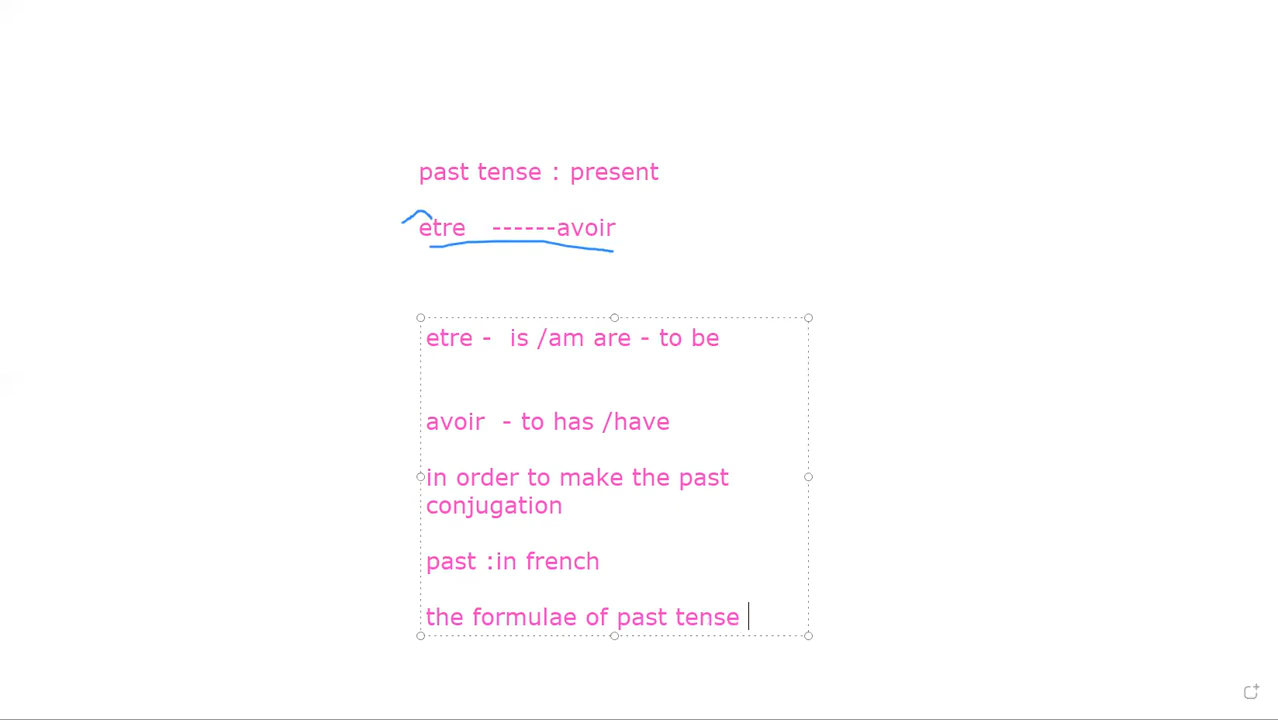 past tense : present
etre ------avoir
etre - is /am are - to be
avoir - to has /have
in order to make the past
conjugation
past :in french
the formulae of past tense